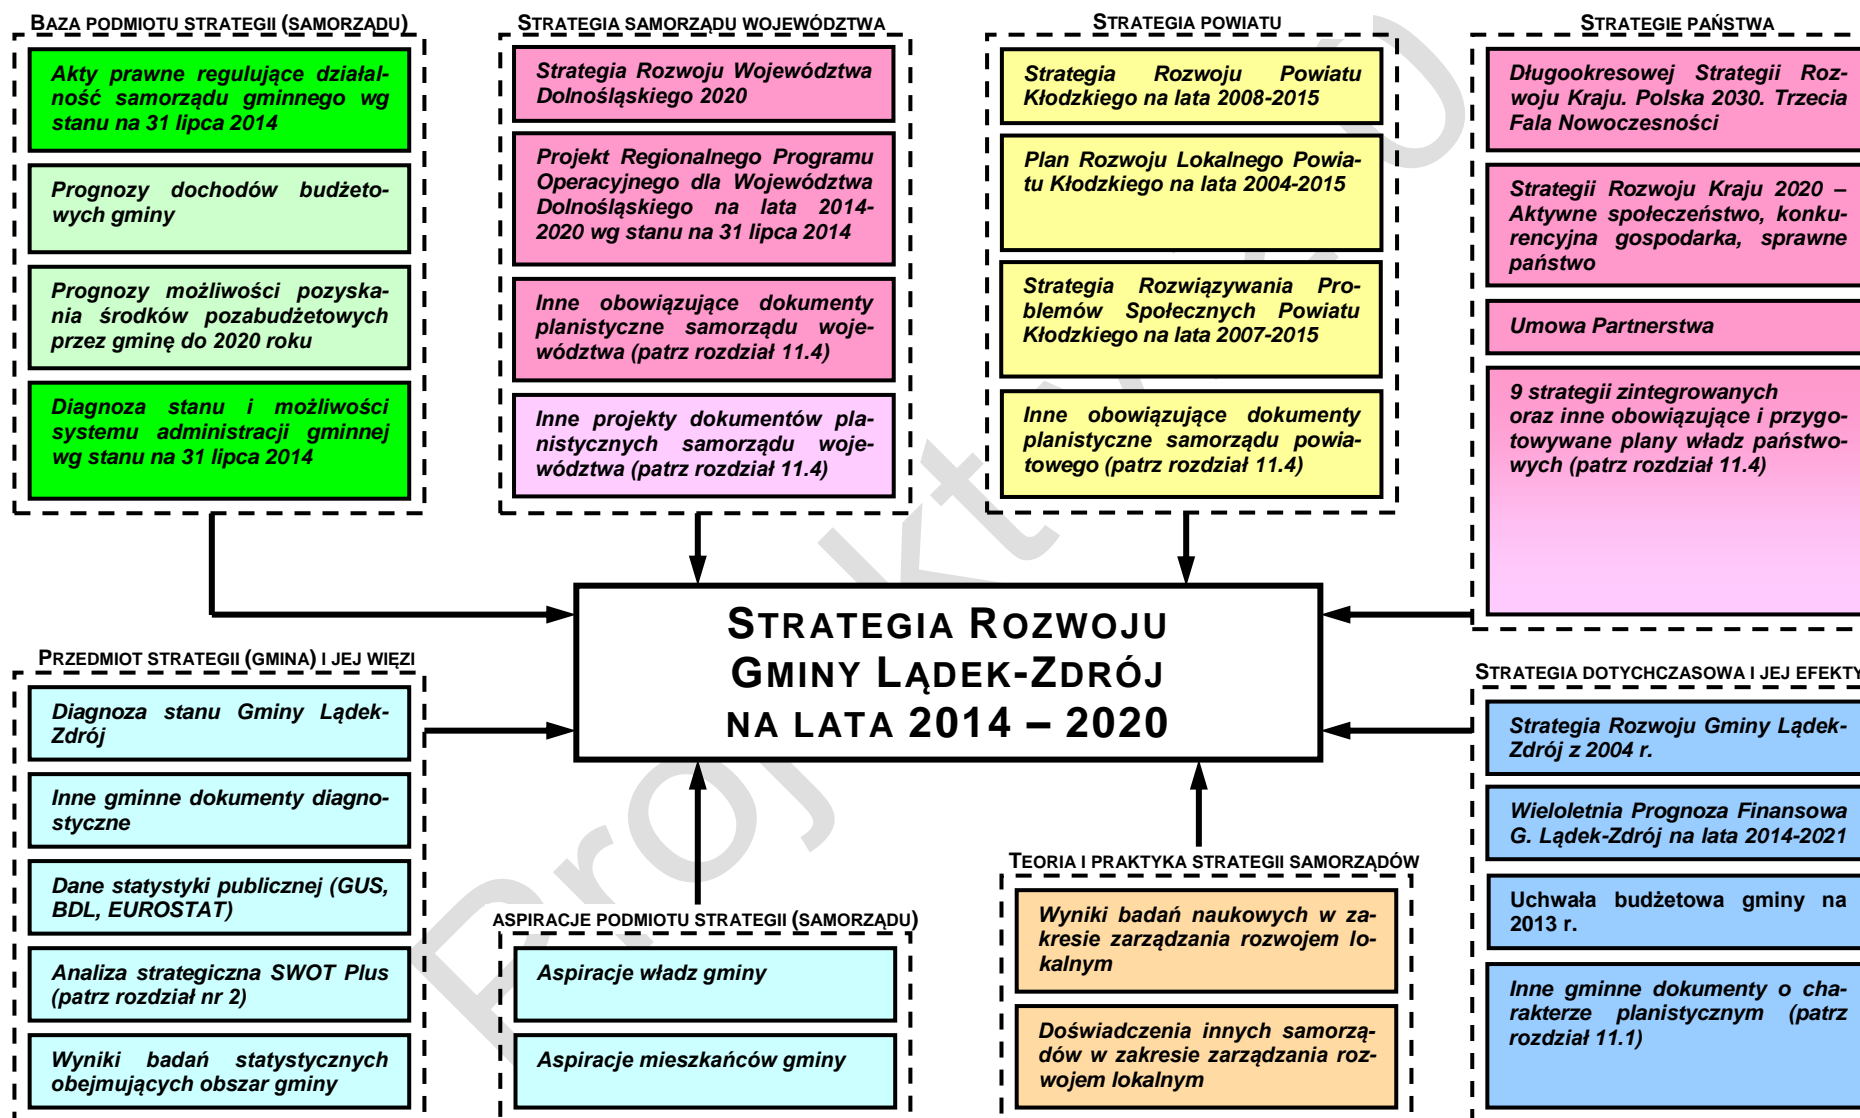 BAZA PODMIOTU STRATEGII (SAMORZĄDU)
Akty prawne regulujące działal-
ność samorządu gminnego wg
stanu na 31 lipca 2014
Prognozy dochodów budżeto-
wych gminy
Prognozy możliwości pozyska-
nia środków pozabudżetowych
przez gminę do 2020 roku
Diagnoza stanu i możliwości
systemu administracji gminnej
wg stanu na 31 lipca 2014
STRATEGIA SAMORZĄDU WOJEWÓDZTWA
Strategia Rozwoju Województwa
Dolnośląskiego 2020
Projekt Regionalnego Programu
Operacyjnego dla Województwa
Dolnośląskiego na lata 2014-
2020 wg stanu na 31 lipca 2014
Inne obowiązujące dokumenty
planistyczne samorządu woje-
wództwa (patrz rozdział 11.4)
Inne projekty dokumentów pla-
nistycznych samorządu woje-
wództwa (patrz rozdział 11.4)
STRATEGIA POWIATU
Strategia Rozwoju Powiatu
Kłodzkiego na lata 2008-2015
Plan Rozwoju Lokalnego Powia-
tu Kłodzkiego na lata 2004-2015
Strategia Rozwiązywania Pro-
blemów Społecznych Powiatu
Kłodzkiego na lata 2007-2015
Inne obowiązujące dokumenty
planistyczne samorządu powia-
towego (patrz rozdział 11.4)
STRATEGIE PAŃSTWA
Długookresowej Strategii Roz-
woju Kraju. Polska 2030. Trzecia
Fala Nowoczesności
Strategii Rozwoju Kraju 2020 –
Aktywne społeczeństwo, konku-
rencyjna gospodarka, sprawne
państwo
Umowa Partnerstwa
9 strategii zintegrowanych
oraz inne obowiązujące i przygo-
towywane plany władz państwo-
wych (patrz rozdział 11.4)
STRATEGIA ROZWOJU
GMINY LĄDEK-ZDRÓJ
NA LATA 2014 – 2020
PRZEDMIOT STRATEGII (GMINA) I JEJ WIĘZI
Diagnoza stanu Gminy Lądek-
Zdrój
Inne gminne dokumenty diagno-
styczne
Dane statystyki publicznej (GUS,
BDL, EUROSTAT)
Analiza strategiczna SWOT Plus
(patrz rozdział nr 2)
Wyniki badań statystycznych
obejmujących obszar gminy
ASPIRACJE PODMIOTU STRATEGII (SAMORZĄDU)
Aspiracje władz gminy
Aspiracje mieszkańców gminy
TEORIA I PRAKTYKA STRATEGII SAMORZĄDÓW
Wyniki badań naukowych w za-
kresie zarządzania rozwojem lo-
kalnym
Doświadczenia innych samorzą-
dów w zakresie zarządzania roz-
wojem lokalnym
STRATEGIA DOTYCHCZASOWA I JEJ EFEKTY
Strategia Rozwoju Gminy Lądek-
Zdrój z 2004 r.
Wieloletnia Prognoza Finansowa
G. Lądek-Zdrój na lata 2014-2021
Uchwała budżetowa gminy na
2013 r.
Inne gminne dokumenty o cha-
rakterze planistycznym (patrz
rozdział 11.1)